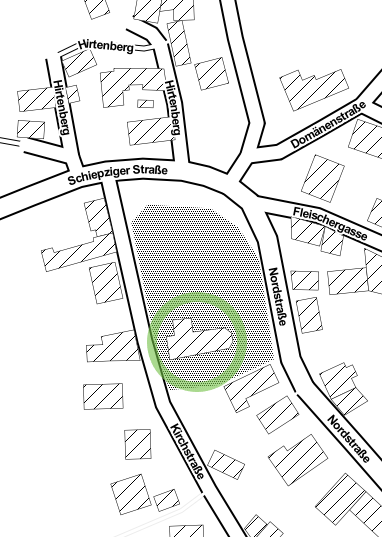 Hirtenberg
Hirtenberg
Hirtenberg
Domänenstraße
Schiepziger Straße
Fleischergasse
Nordstraße
Kirchstraße
Nordstraße